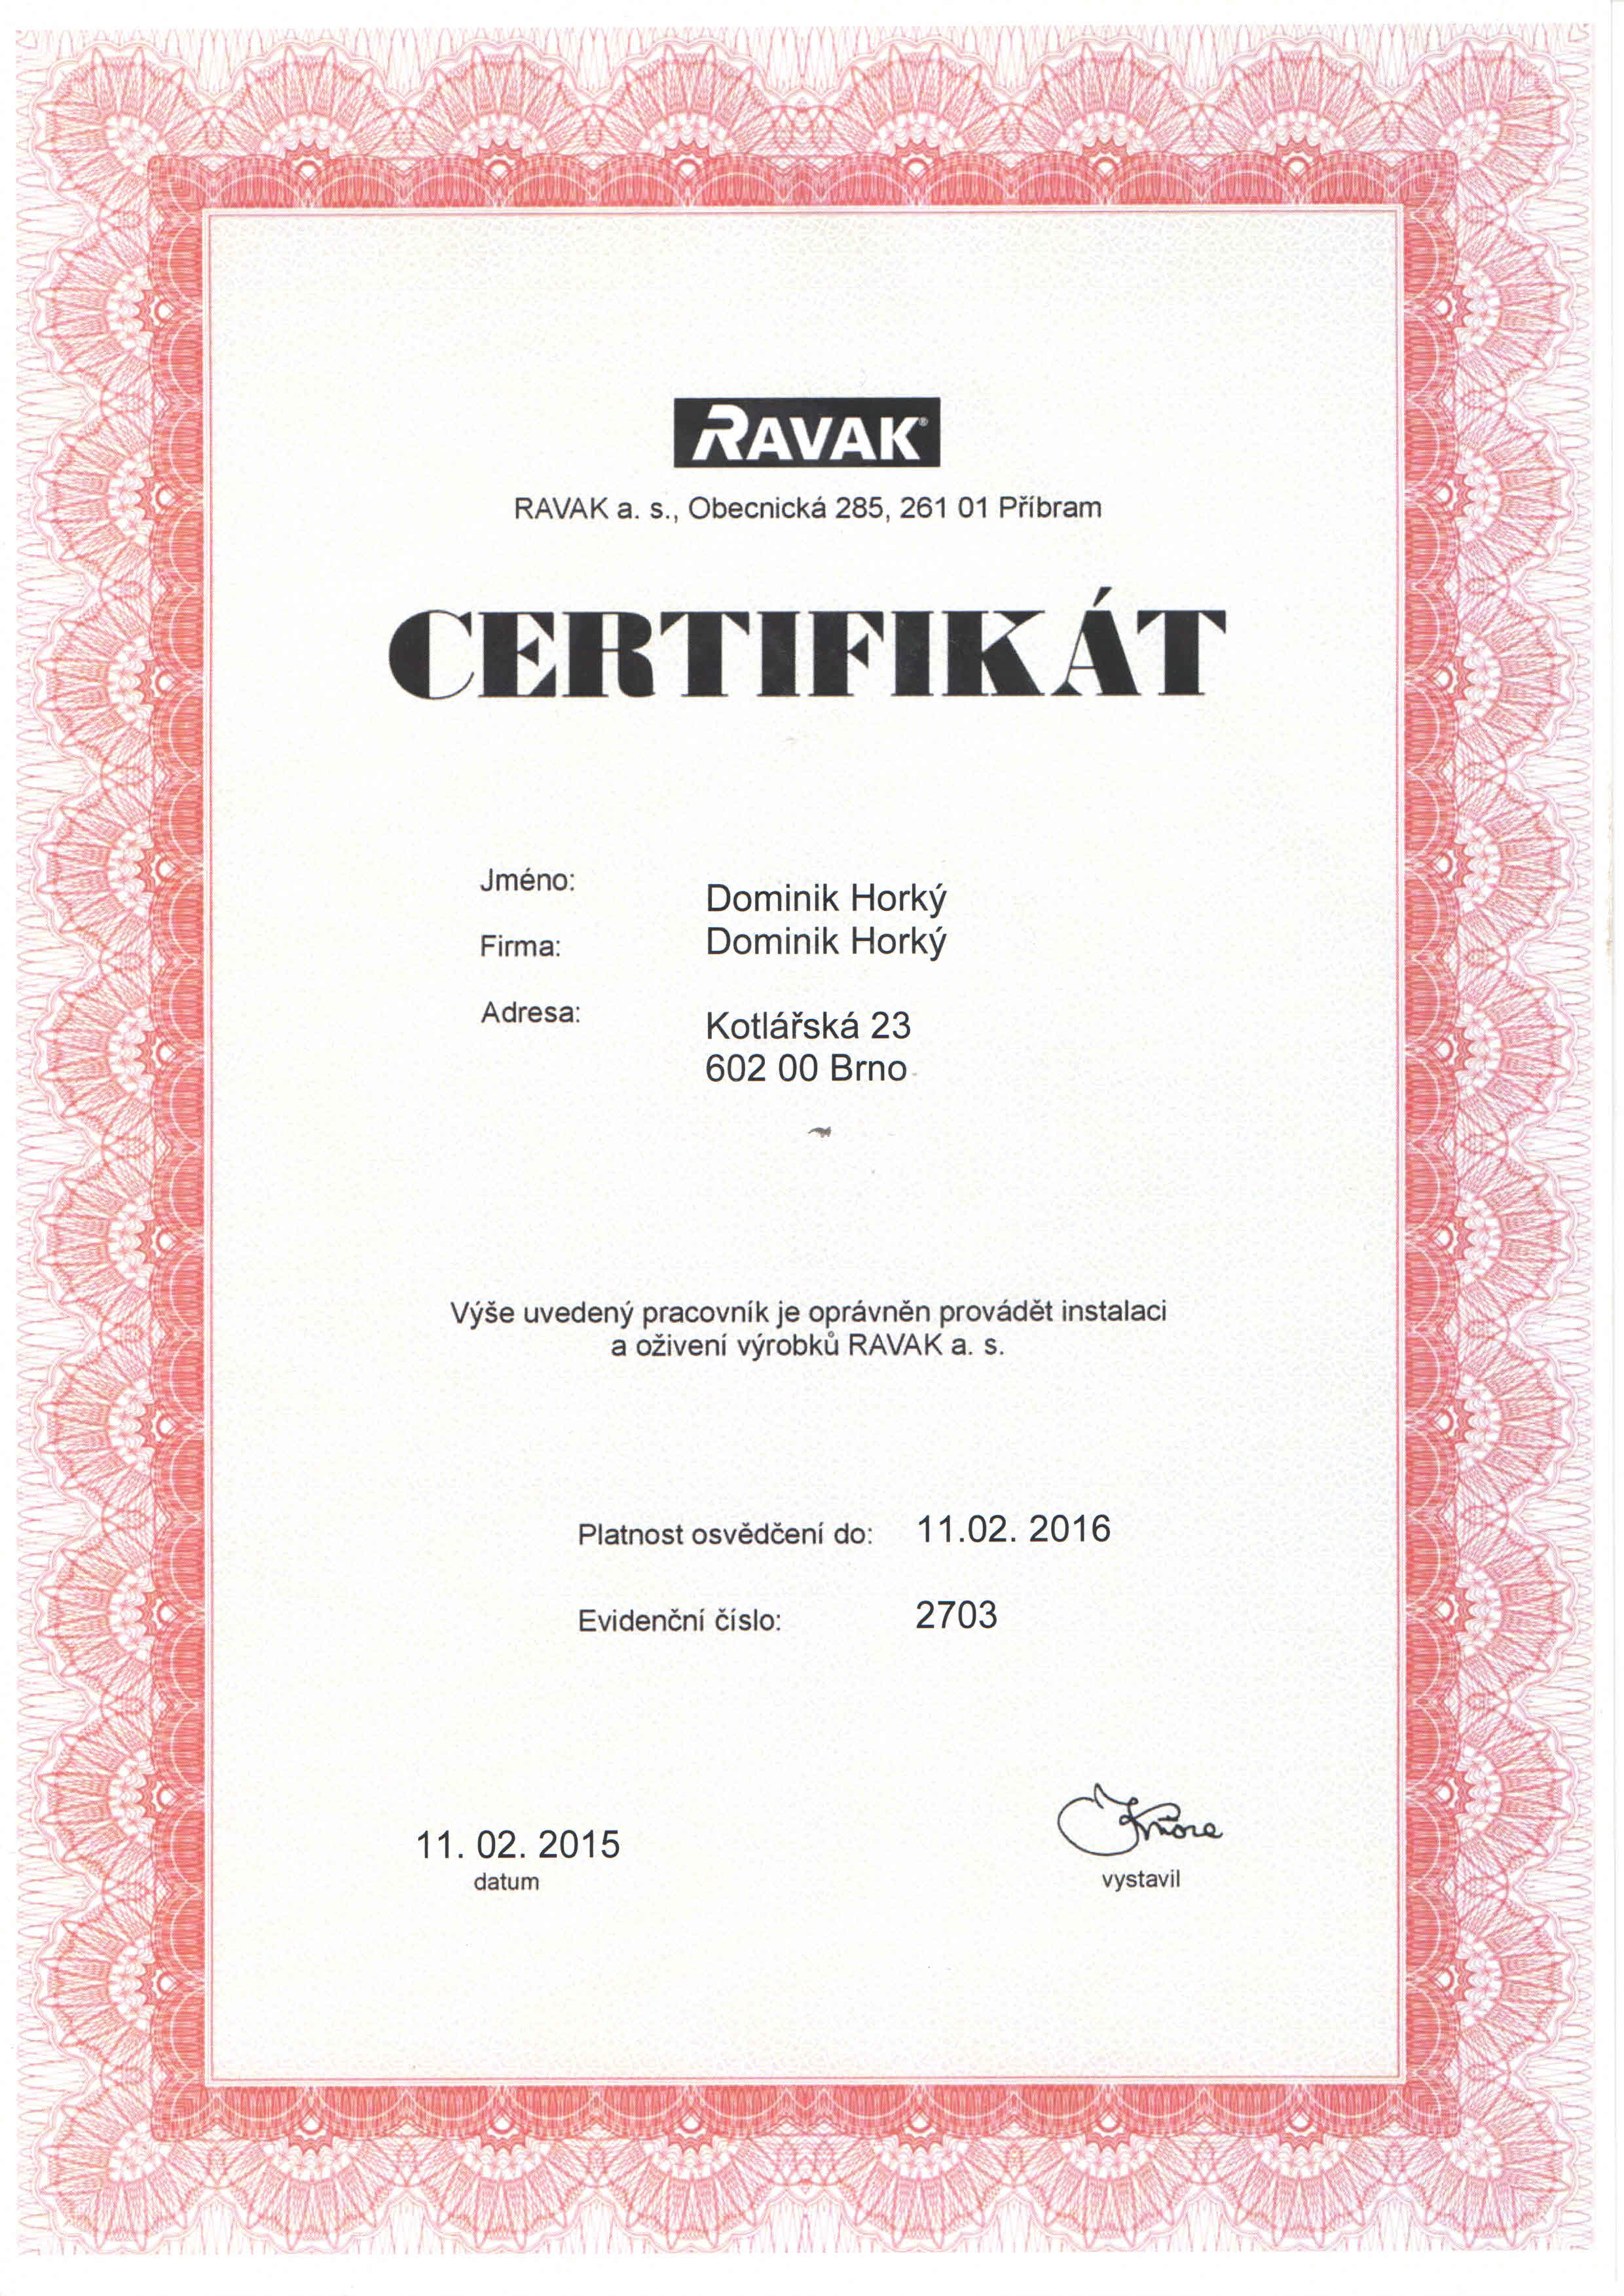 RAVAK®
RAVAK a. s., Obecnická 285, 261 01 Příbram
CERTIFIKÁT
Jméno: Dominik Horký
Firma: Dominik Horký
Adresa: Kotlářská 23
602 00 Brno
Výše uvedený pracovník je oprávněn provádět instalaci
a oživení výrobků RAVAK a. s.
Platnost osvědčení do: 11.02. 2016
Evidenční číslo: 2703
11. 02. 2015
datum
vystavil